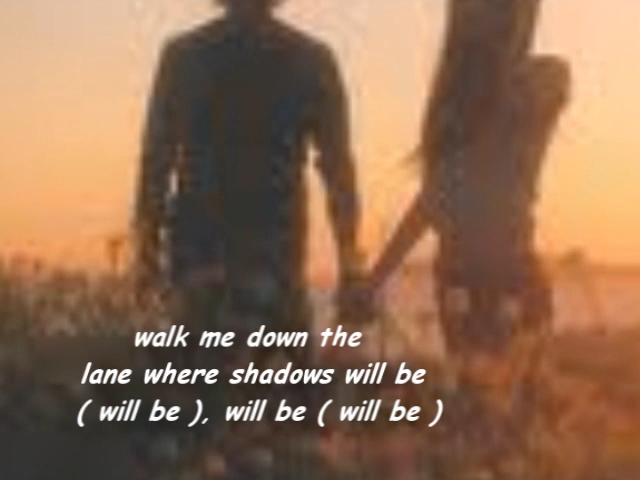 walk me down the
lane where shadows will be
( will be ), will be ( will be )